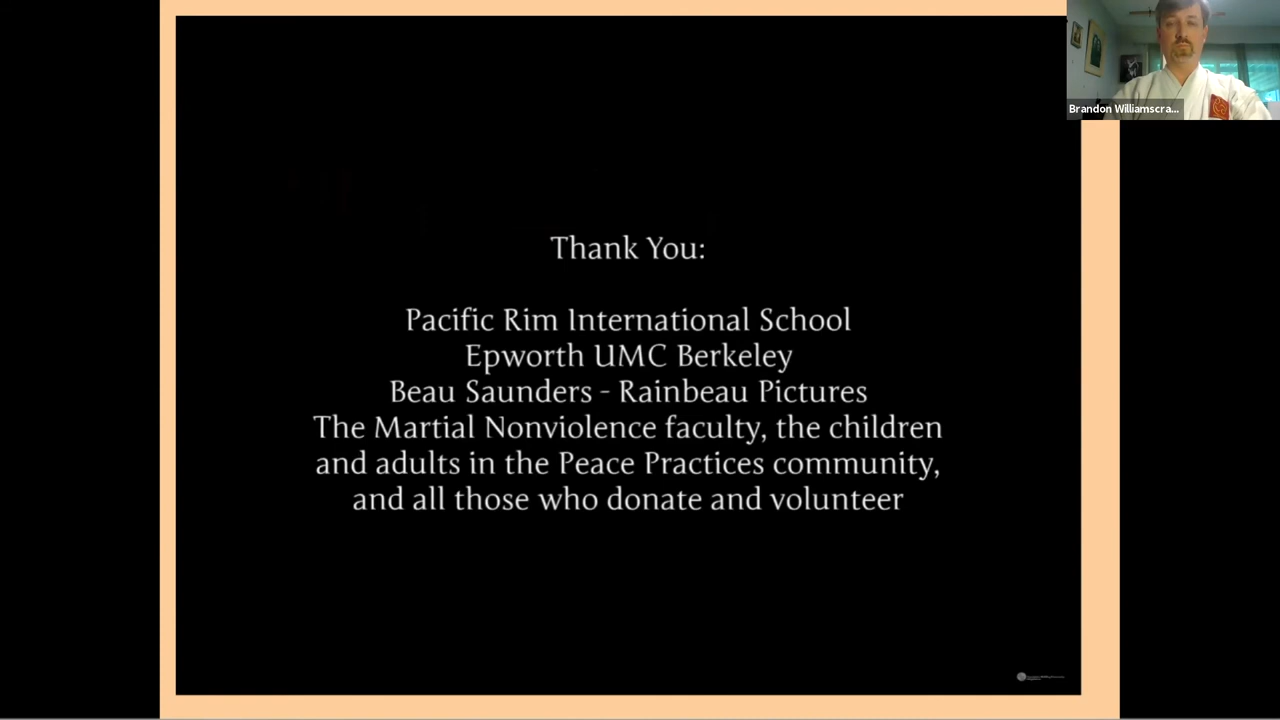 Brandon Williamscra...
Thank You:
Pacific Rim International School
Epworth UMC Berkeley
Beau Saunders - Rainbeau Pictures
The Martial Nonviolence faculty, the children
and adults in the Peace Practices community,
and all those who donate and volunteer